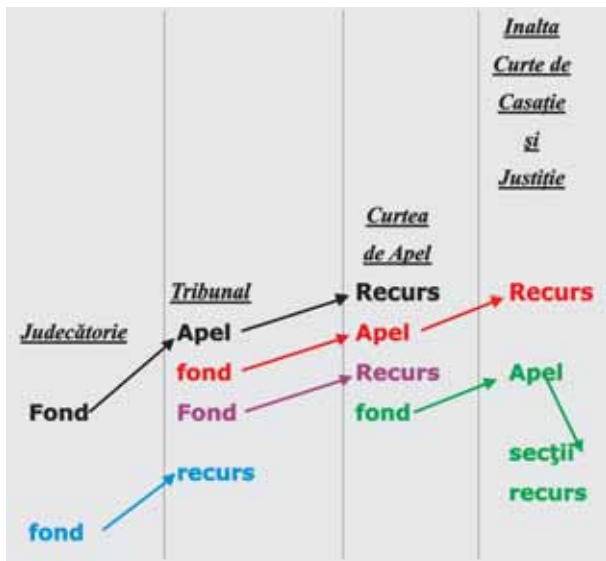 Inalta
Curte de
Casație
și
Justiție
Curtea
de Apel
Tribunal
Judecătorie
Recurs
Recurs
Apel
Apel
fond
Recurs
Apel
Fond
Fond
fond
secţii
recurs
recurs
fond